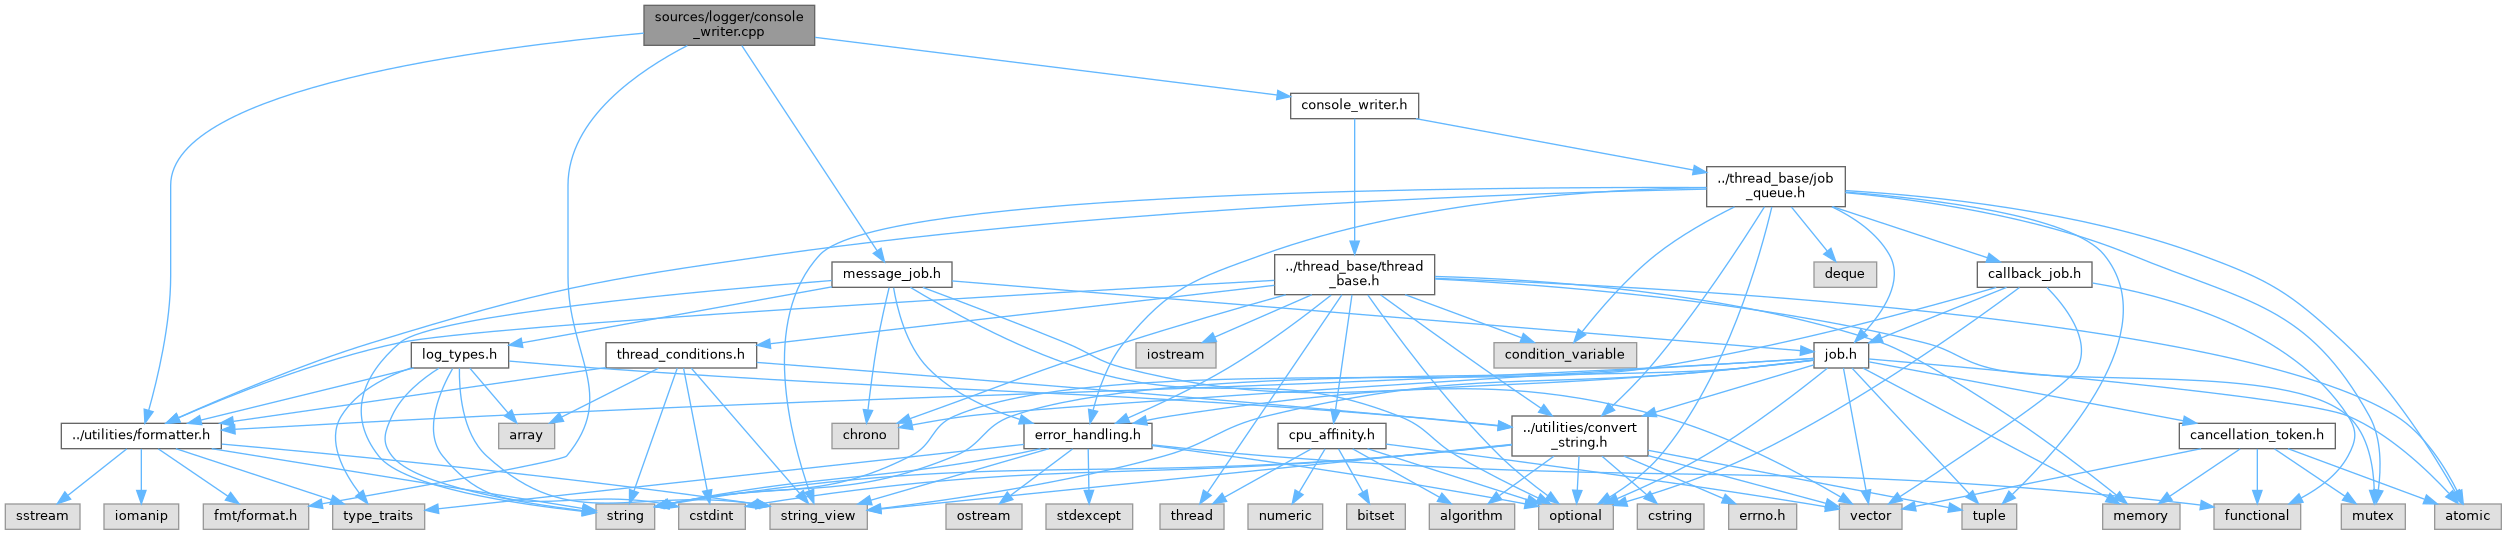 sources/logger/console
_writer.cpp
console_writer.h
../thread_base/job
_queue.h
message_job.h
../thread_base/thread
_base.h
deque
callback_job.h
log_types.h
thread_conditions.h
iostream
condition_variable
job.h
../utilities/formatter.h
array
chrono
error_handling.h
cpu_affinity.h
../utilities/convert
_string.h
cancellation_token.h
sstream
iomanip
fmt/format.h
type_traits
string
cstdint
string_view
ostream
stdexcept
thread
numeric
bitset
algorithm
optional
cstring
errno.h
vector
tuple
memory
functional
mutex
atomic